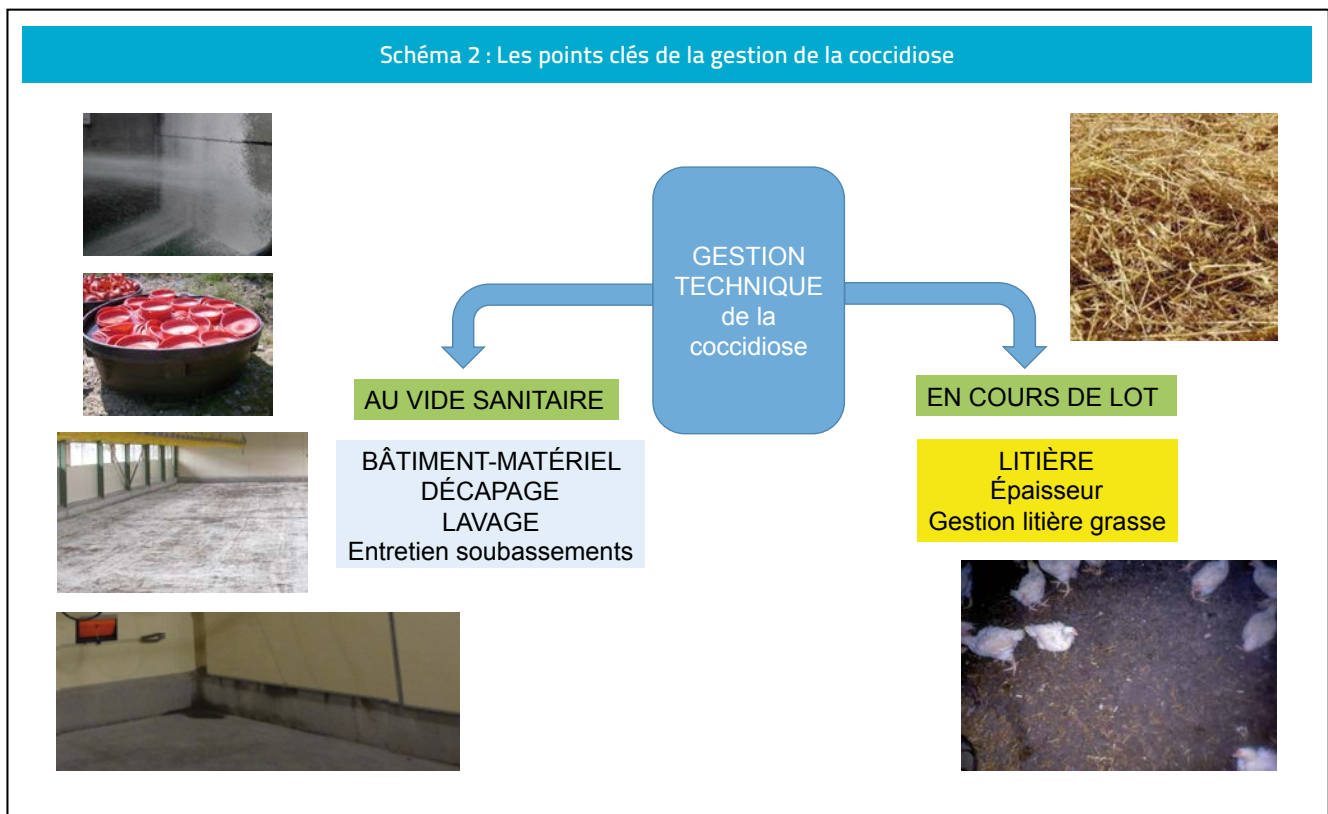 Schéma 2 : Les points clés de la gestion de la coccidiose
GESTION
TECHNIQUE
de la
coccidiose
AU VIDE SANITAIRE
BÂTIMENT-MATÉRIEL
DÉCAPAGE
LAVAGE
Entretien soubassements
EN COURS DE LOT
LITIÈRE
Épaisseur
Gestion litière grasse